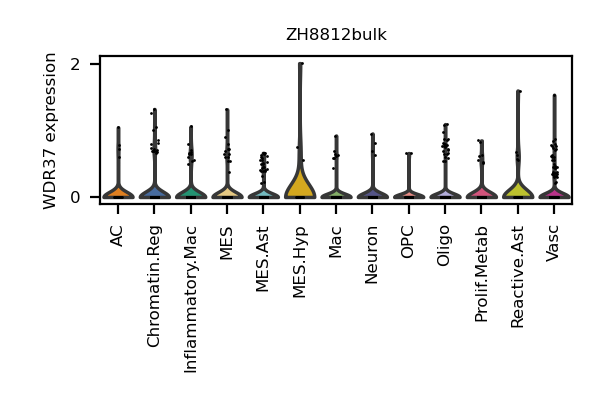 ZH8812bulk
WDR37 expression
2
0
AC
Chromatin.Reg
Inflammatory.Mac
MES
MES.Ast
MES.Hyp
Mac
Neuron
OPC
Oligo
Prolif.Metab
Reactive.Ast
Vasc